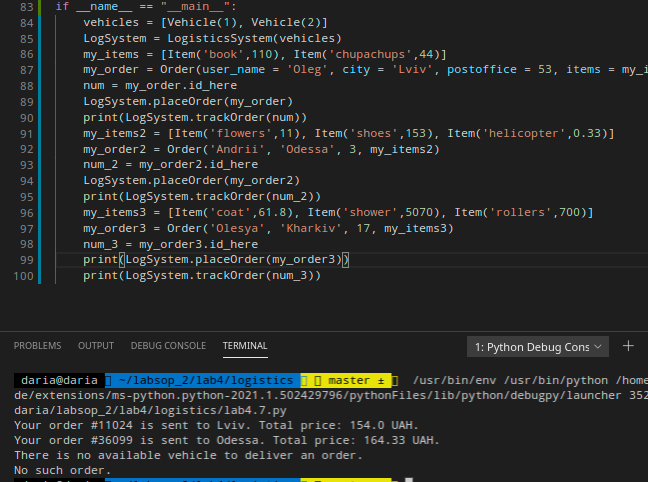 83 if __name__ == "__main__":
84 vehicles = [Vehicle(1), Vehicle(2)]
85 LogSystem = LogisticsSystem(vehicles)
86 my_items = [Item('book',110), Item('chupachups',44)]
87 my_order = Order(user_name = 'Oleg', city = 'Lviv', postoffice = 53, items = my_i
88 num = my_order.id_here
89 LogSystem.placeOrder(my_order)
90 print(LogSystem.trackOrder(num))
91 my_items2 = [Item('flowers',11), Item('shoes',153), Item('helicopter',0.33)]
92 my_order2 = Order('Andrii', 'Odessa', 3, my_items2)
93 num_2 = my_order2.id_here
94 LogSystem.placeOrder(my_order2)
95 print(LogSystem.trackOrder(num_2))
96 my_items3 = [Item('coat',61.8), Item('shower',5070), Item('rollers',700)]
97 my_order3 = Order('Olesya', 'Kharkiv', 17, my_items3)
98 num_3 = my_order3.id_here
99 print(LogSystem.placeOrder(my_order3))
100 print(LogSystem.trackOrder(num_3))
PROBLEMS OUTPUT DEBUG CONSOLE TERMINAL 1: Python Debug Cons
daria@daria ~/labsop_2/lab4/logistics master ± /usr/bin/env /usr/bin/python /home
de/extensions/ms-python.python-2021.1.502429796/pythonFiles/lib/python/debugpy/launcher 352
daria/labsop_2/lab4/logistics/lab4.7.py
Your order #11024 is sent to Lviv. Total price: 154.0 UAH.
Your order #36099 is sent to Odessa. Total price: 164.33 UAH.
There is no available vehicle to deliver an order.
No such order.